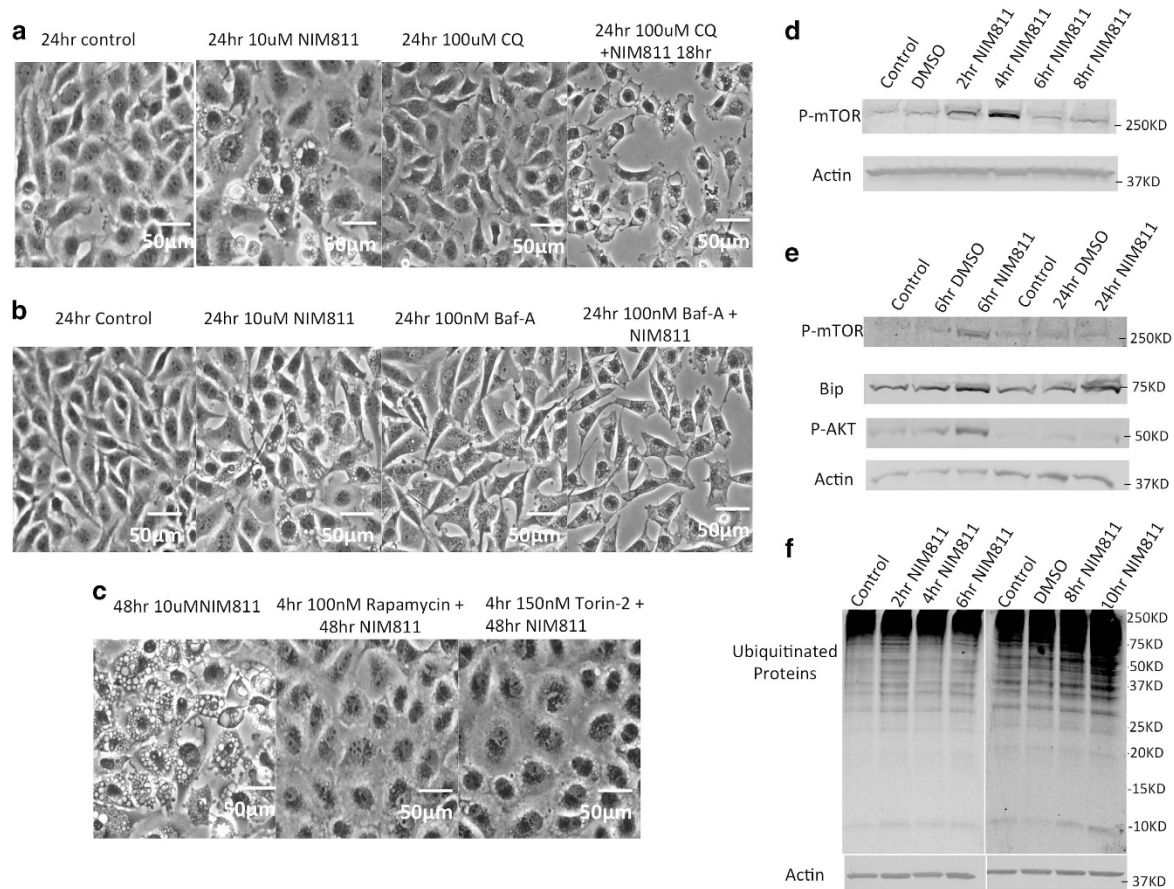 a
24hr control
24hr 10uM NIM811
24hr 100uM CQ
24hr 100uM CQ
+NIM811 18hr
50µm
50µm
50µm
50µm
b
24hr Control
24hr 10uM NIM811
24hr 100nM Baf-A
24hr 100nM Baf-A +
NIM811
50µm
50µm
50µm
50µm
c
48hr 10uMNIM811
4hr 100nM Rapamycin +
48hr NIM811
4hr 150nM Torin-2 +
48hr NIM811
50µm
50µm
50µm
d
Control
DMSO
2hr NIM811
4hr NIM811
6hr NIM811
8hr NIM811
P-mTOR
- 250KD
Actin
- 37KD
e
Control
6hr DMSO
6hr NIM811
Control
24hr DMSO
24hr NIM811
P-mTOR
- 250KD
Bip
- 75KD
P-AKT
- 50KD
Actin
- 37KD
f
Control
2hr NIM811
4hr NIM811
6hr NIM811
Control
DMSO
8hr NIM811
10hr NIM811
Ubiquitinated
Proteins
250KD
-75KD
50KD
-37KD
-25KD
-20KD
-15KD
-10KD
Actin
- 37KD